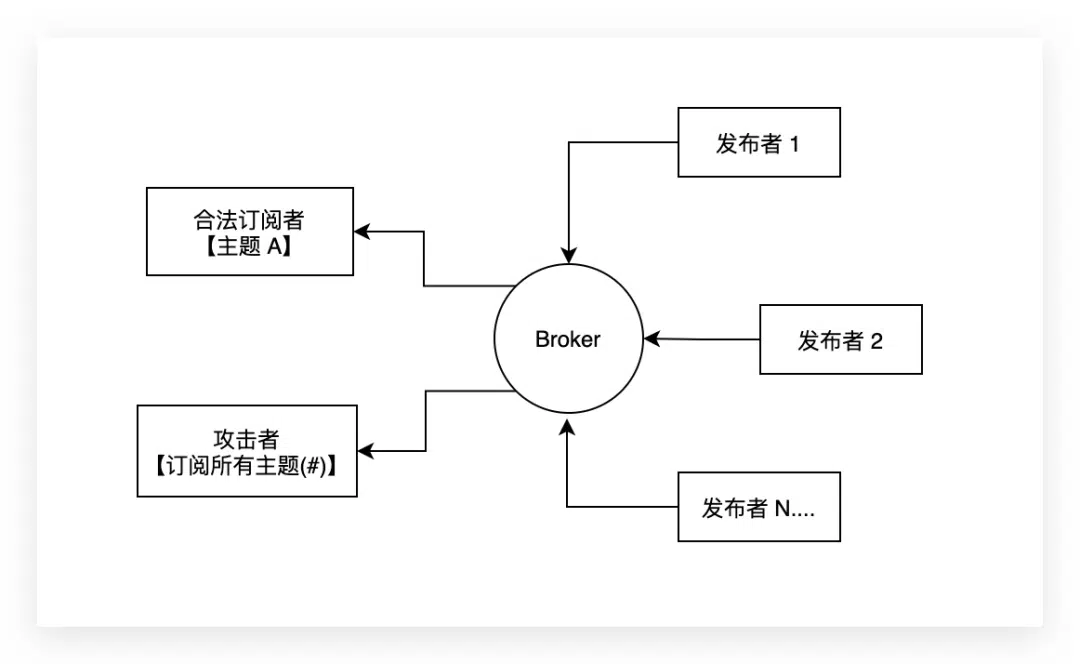 发布者 1
合法订阅者
【主题 A】
Broker
发布者 2
攻击者
【订阅所有主题(#)】
发布者 N....